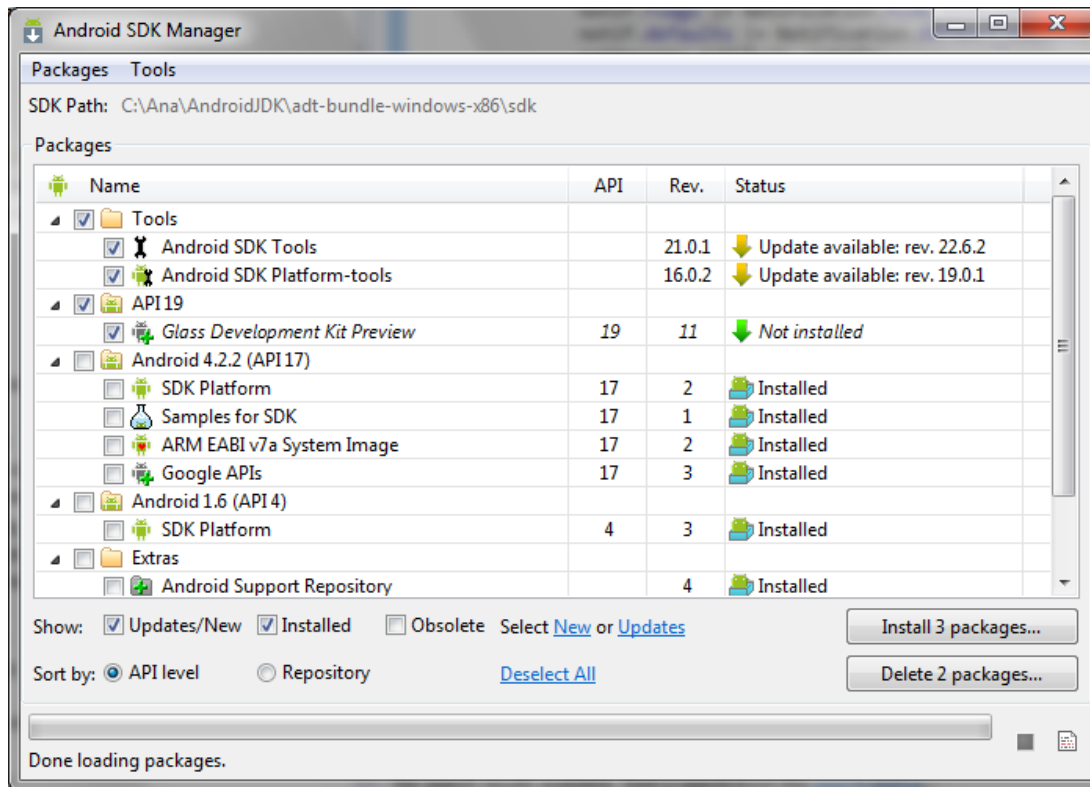 Android SDK Manager
Packages Tools
SDK Path: C:\Ana\AndroidJDK\adt-bundle-windows-x86\sdk
Packages
Name API Rev. Status
Tools
Android SDK Tools 21.0.1 Update available: rev. 22.6.2
Android SDK Platform-tools 16.0.2 Update available: rev. 19.0.1
API 19
Glass Development Kit Preview 19 11 Not installed
Android 4.2.2 (API 17)
SDK Platform 17 2 Installed
Samples for SDK 17 1 Installed
ARM EABI v7a System Image 17 2 Installed
Google APIs 17 3 Installed
Android 1.6 (API 4)
SDK Platform 4 3 Installed
Extras
Android Support Repository 4 Installed
Show: Updates/New Installed Obsolete Select New or Updates Install 3 packages...
Sort by: API level Repository Deselect All Delete 2 packages...
Done loading packages.